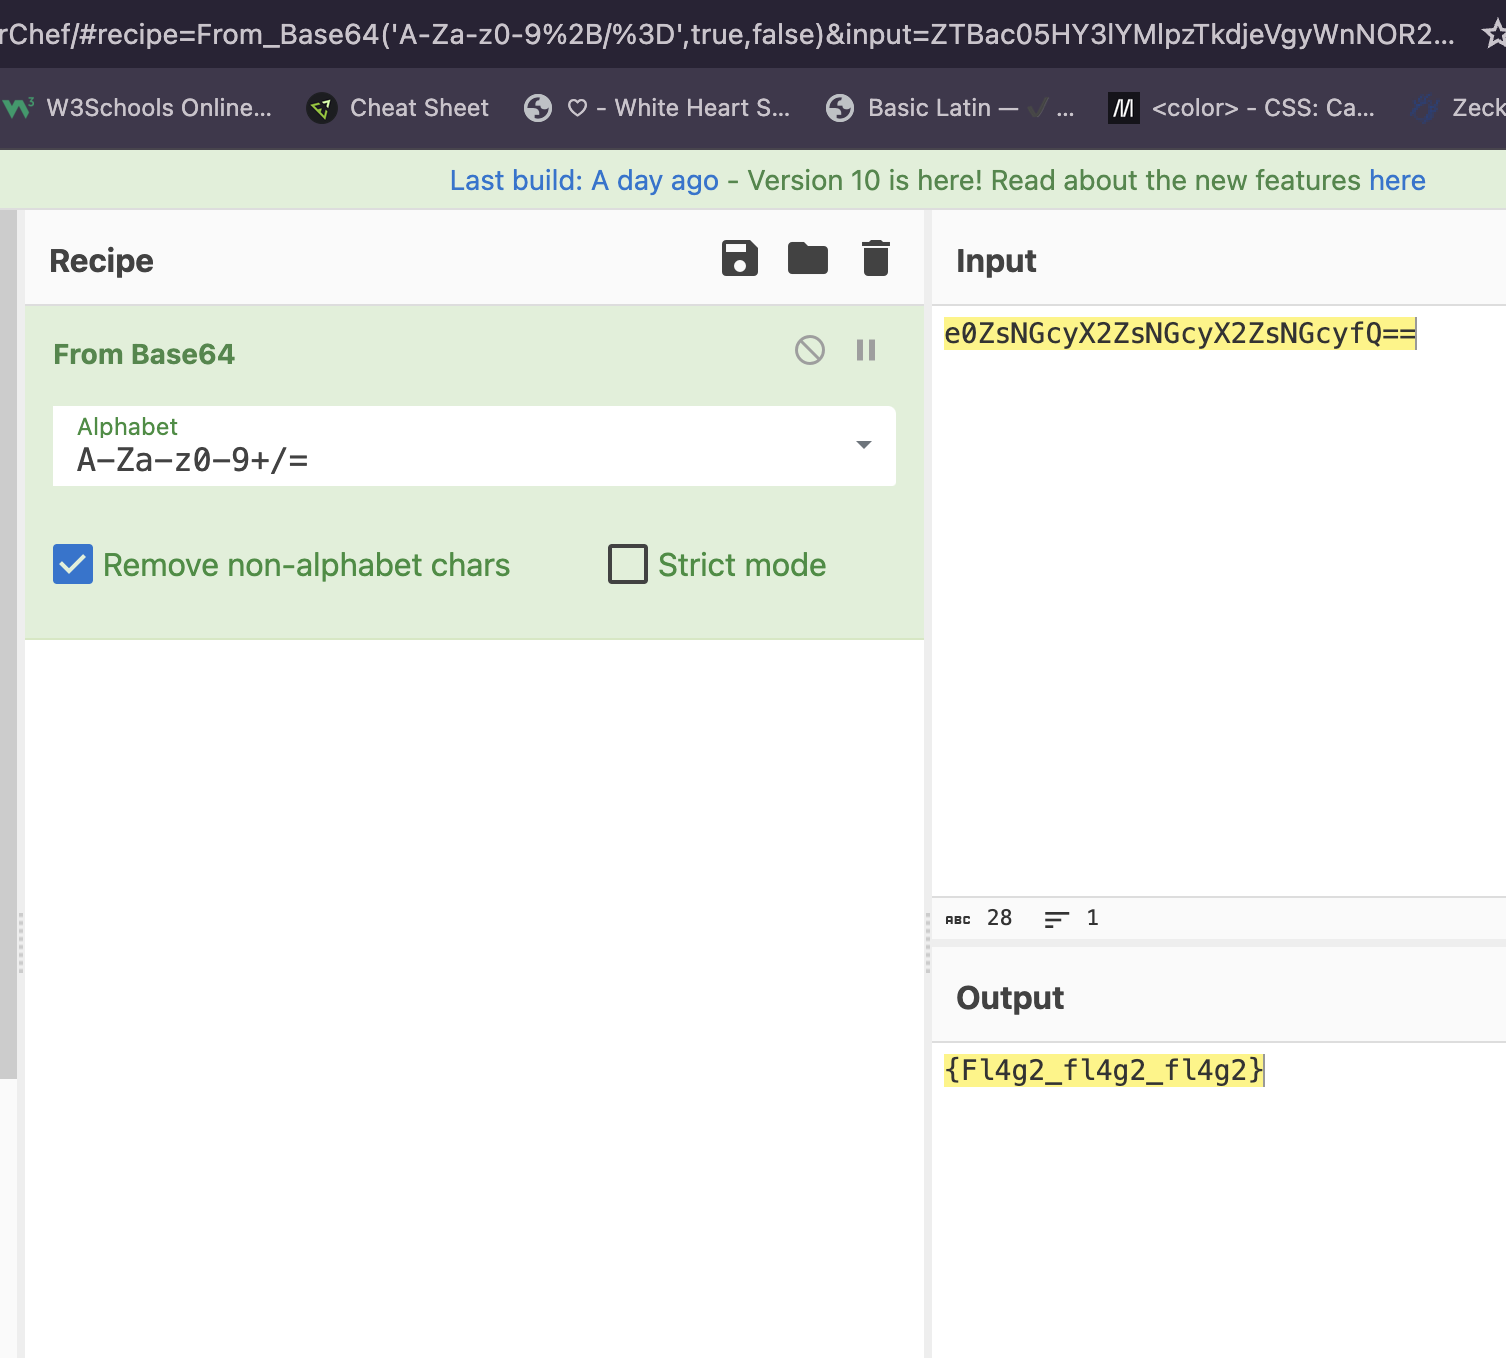 rChef/#recipe=From_Base64('A-Za-z0-9%2B/%3D',true,false)&input=ZTBac05HY3lYMlpzTkdjeVgyWnNOR2...
W3Schools Online... Cheat Sheet ♡ - White Heart S... Basic Latin — ✓ ... <color> - CSS: Ca... Zeck
Last build: A day ago - Version 10 is here! Read about the new features here
Recipe
From Base64
Alphabet
A-Za-z0-9+/=
Remove non-alphabet chars
Strict mode
Input
e0ZsNGcyX2ZsNGcyX2ZsNGcyfQ==
ABC 28 1
Output
{Fl4g2_fl4g2_fl4g2}